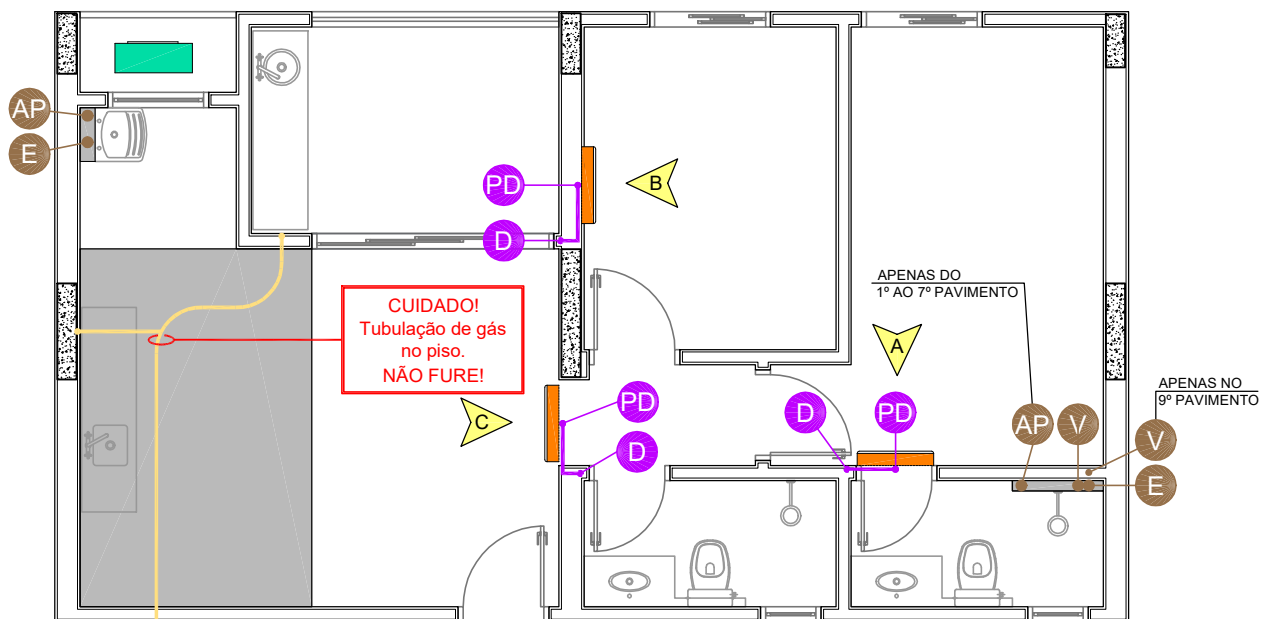 AP
E
PD
B
D
APENAS DO
1º AO 7º PAVIMENTO
CUIDADO!
Tubulação de gás
no piso.
NÃO FURE!
A
APENAS NO
9º PAVIMENTO
C
PD
D
D
PD
AP
V
V
E